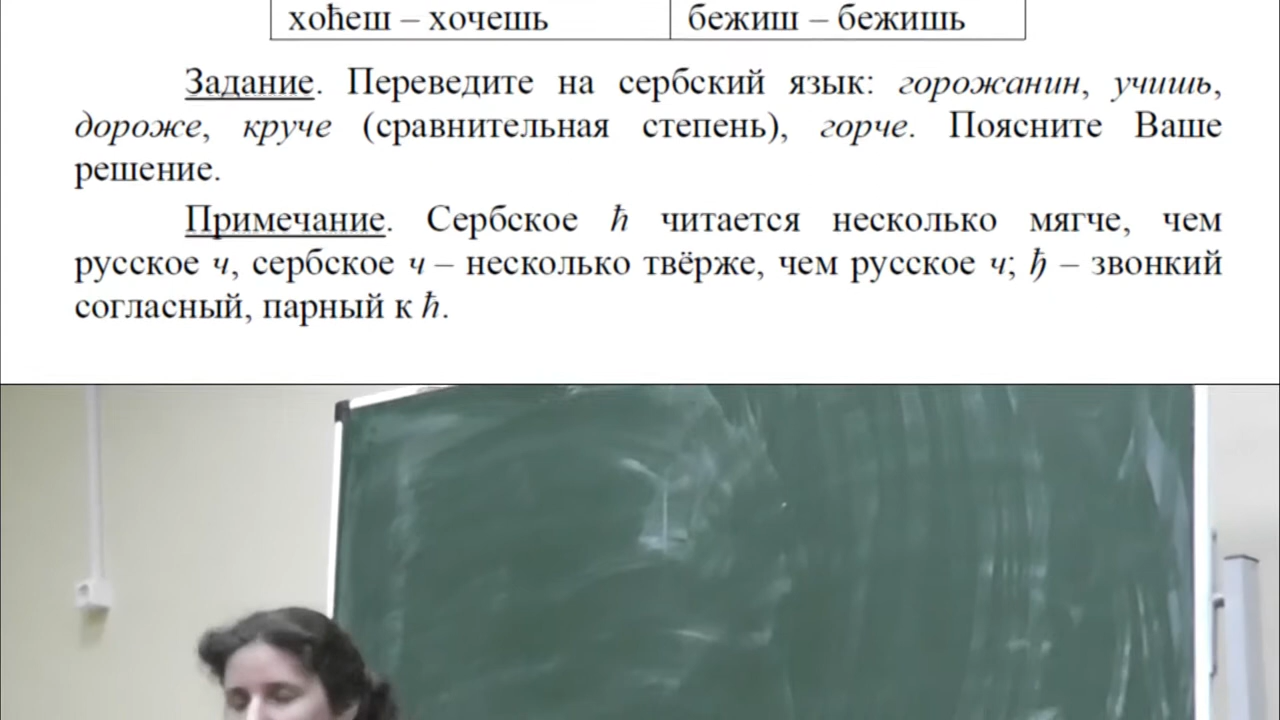 хоћеш – хочешь бежиш – бежишь
Задание. Переведите на сербский язык: горожанин, учишь,
дороже, круче (сравнительная степень), горче. Поясните Ваше
решение.
Примечание. Сербское ћ читается несколько мягче, чем
русское ч, сербское ч – несколько твёрже, чем русское ч; ђ – звонкий
согласный, парный к ћ.